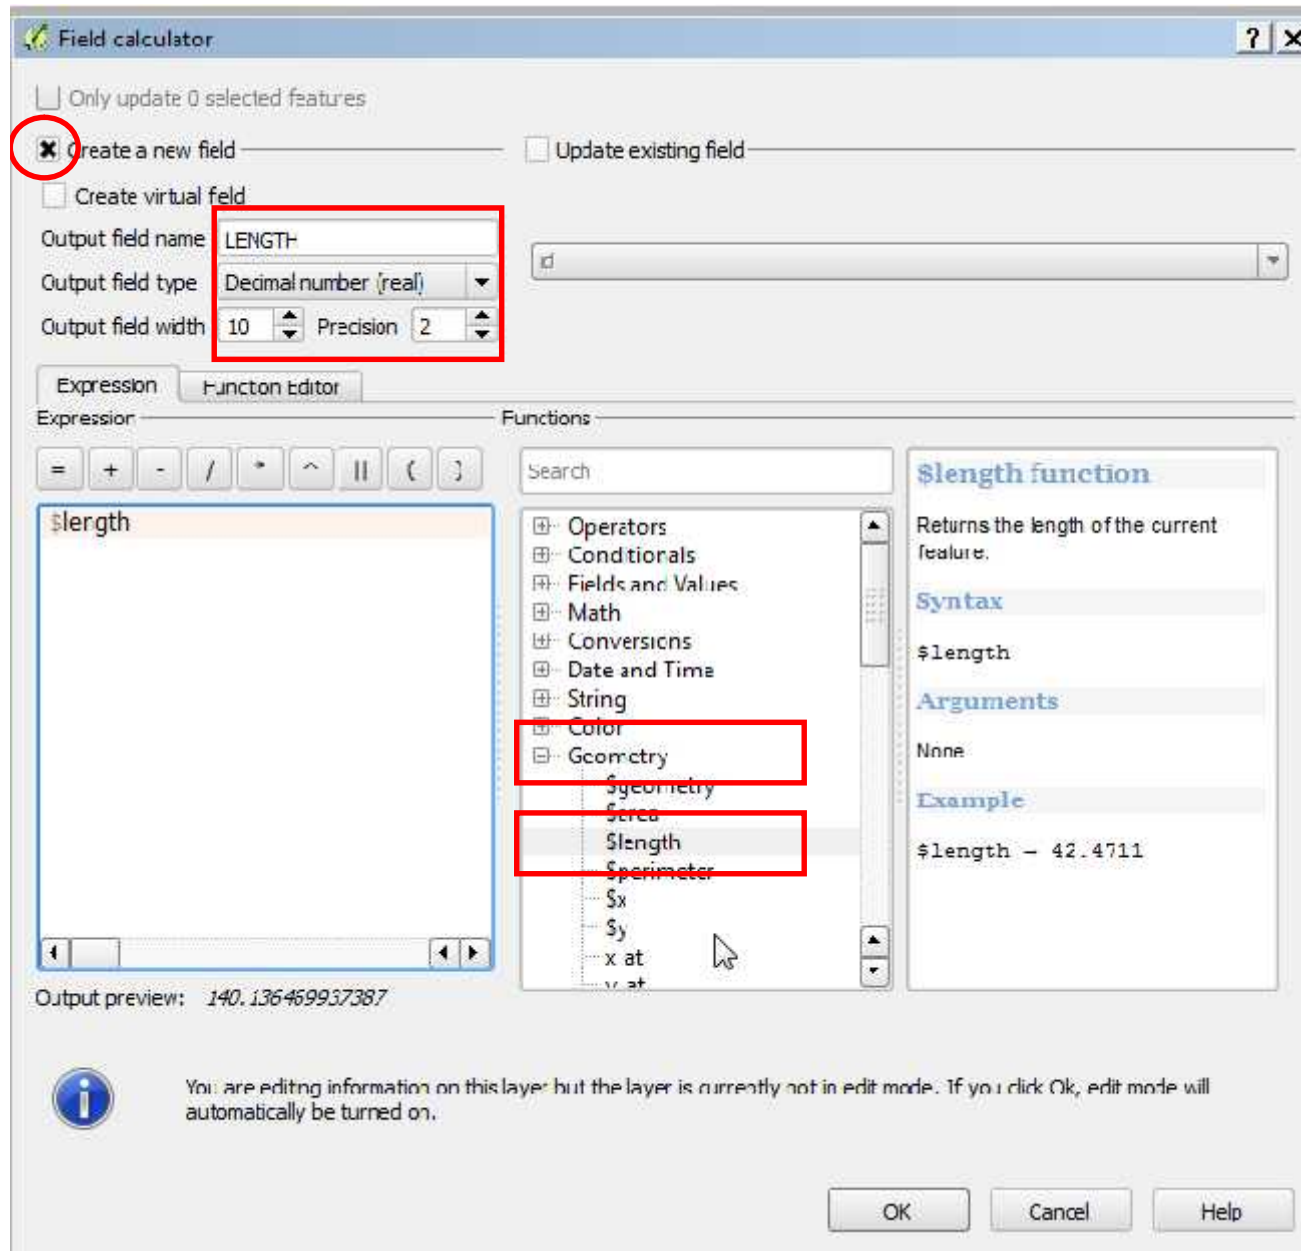 Field calculator
Only update 0 selected features
Create a new field
Update existing field
Create virtual field
Output field name LENGTH
id
Output field type Decimal number (real)
Output field width 10 Precision 2
Expression Function Editor
Expression
Functions
= + - / * ^ || ( )
Search
$length
Operators
Conditionals
Fields and Values
Math
Conversions
Date and Time
String
Color
Geometry
$geometry
$area
$length
$perimeter
$x
$y
x at
y at
$length function
Returns the length of the current
feature.
Syntax
$length
Arguments
None
Example
$length → 42.4711
Output preview: 140.136469937387
You are editing information on this layer but the layer is currently not in edit mode. If you click Ok, edit mode will
automatically be turned on.
OK Cancel Help